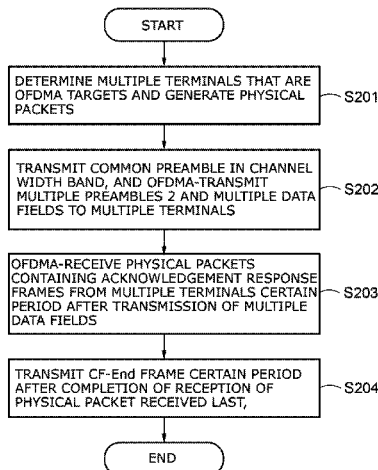 START
DETERMINE MULTIPLE TERMINALS THAT ARE
OFDMA TARGETS AND GENERATE PHYSICAL
PACKETS
S201
TRANSMIT COMMON PREAMBLE IN CHANNEL
WIDTH BAND, AND OFDMA-TRANSMIT
MULTIPLE PREAMBLES 2 AND MULTIPLE DATA
FIELDS TO MULTIPLE TERMINALS
S202
OFDMA-RECEIVE PHYSICAL PACKETS
CONTAINING ACKNOWLEDGEMENT RESPONSE
FRAMES FROM MULTIPLE TERMINALS CERTAIN
PERIOD AFTER TRANSMISSION OF MULTIPLE
DATA FIELDS
S203
TRANSMIT CF-End FRAME CERTAIN PERIOD
AFTER COMPLETION OF RECEPTION OF
PHYSICAL PACKET RECEIVED LAST,
S204
END